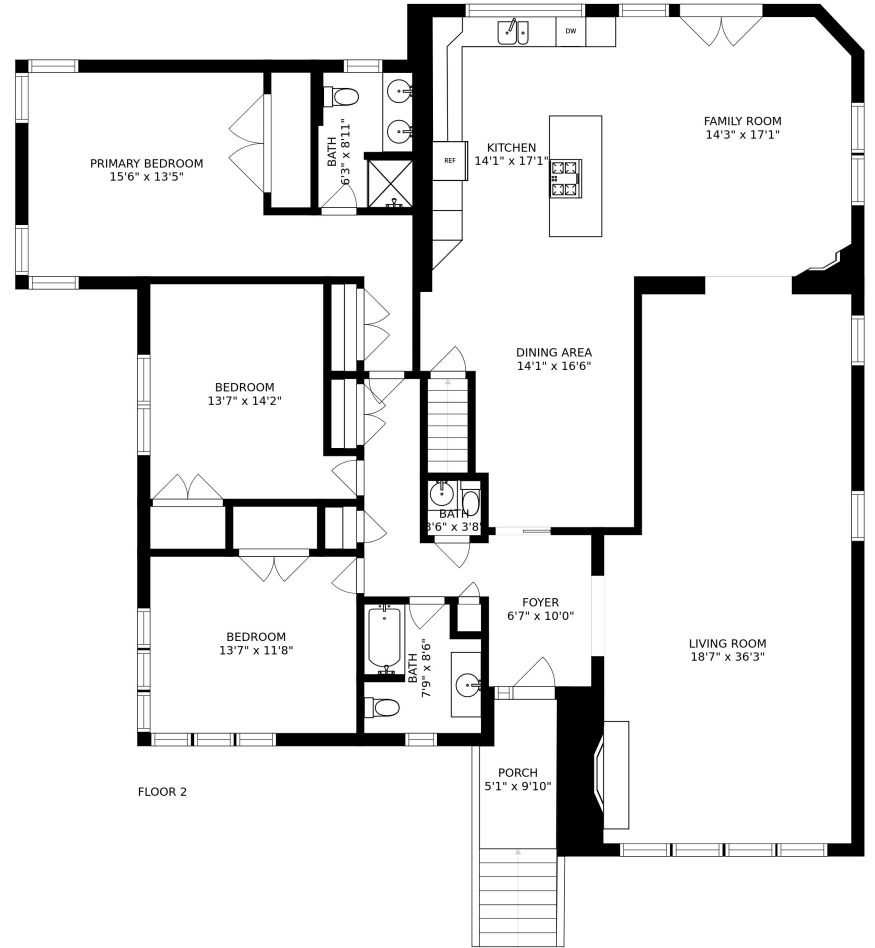 DW
FAMILY ROOM
14'3" x 17'1"
KITCHEN
14'1" x 17'1"
REF
BATH
6'3" x 8'11"
PRIMARY BEDROOM
15'6" x 13'5"
DINING AREA
14'1" x 16'6"
BEDROOM
13'7" x 14'2"
BATH
3'6" x 3'8"
FOYER
6'7" x 10'0"
BEDROOM
13'7" x 11'8"
BATH
7'9" x 8'6"
LIVING ROOM
18'7" x 36'3"
PORCH
5'1" x 9'10"
FLOOR 2